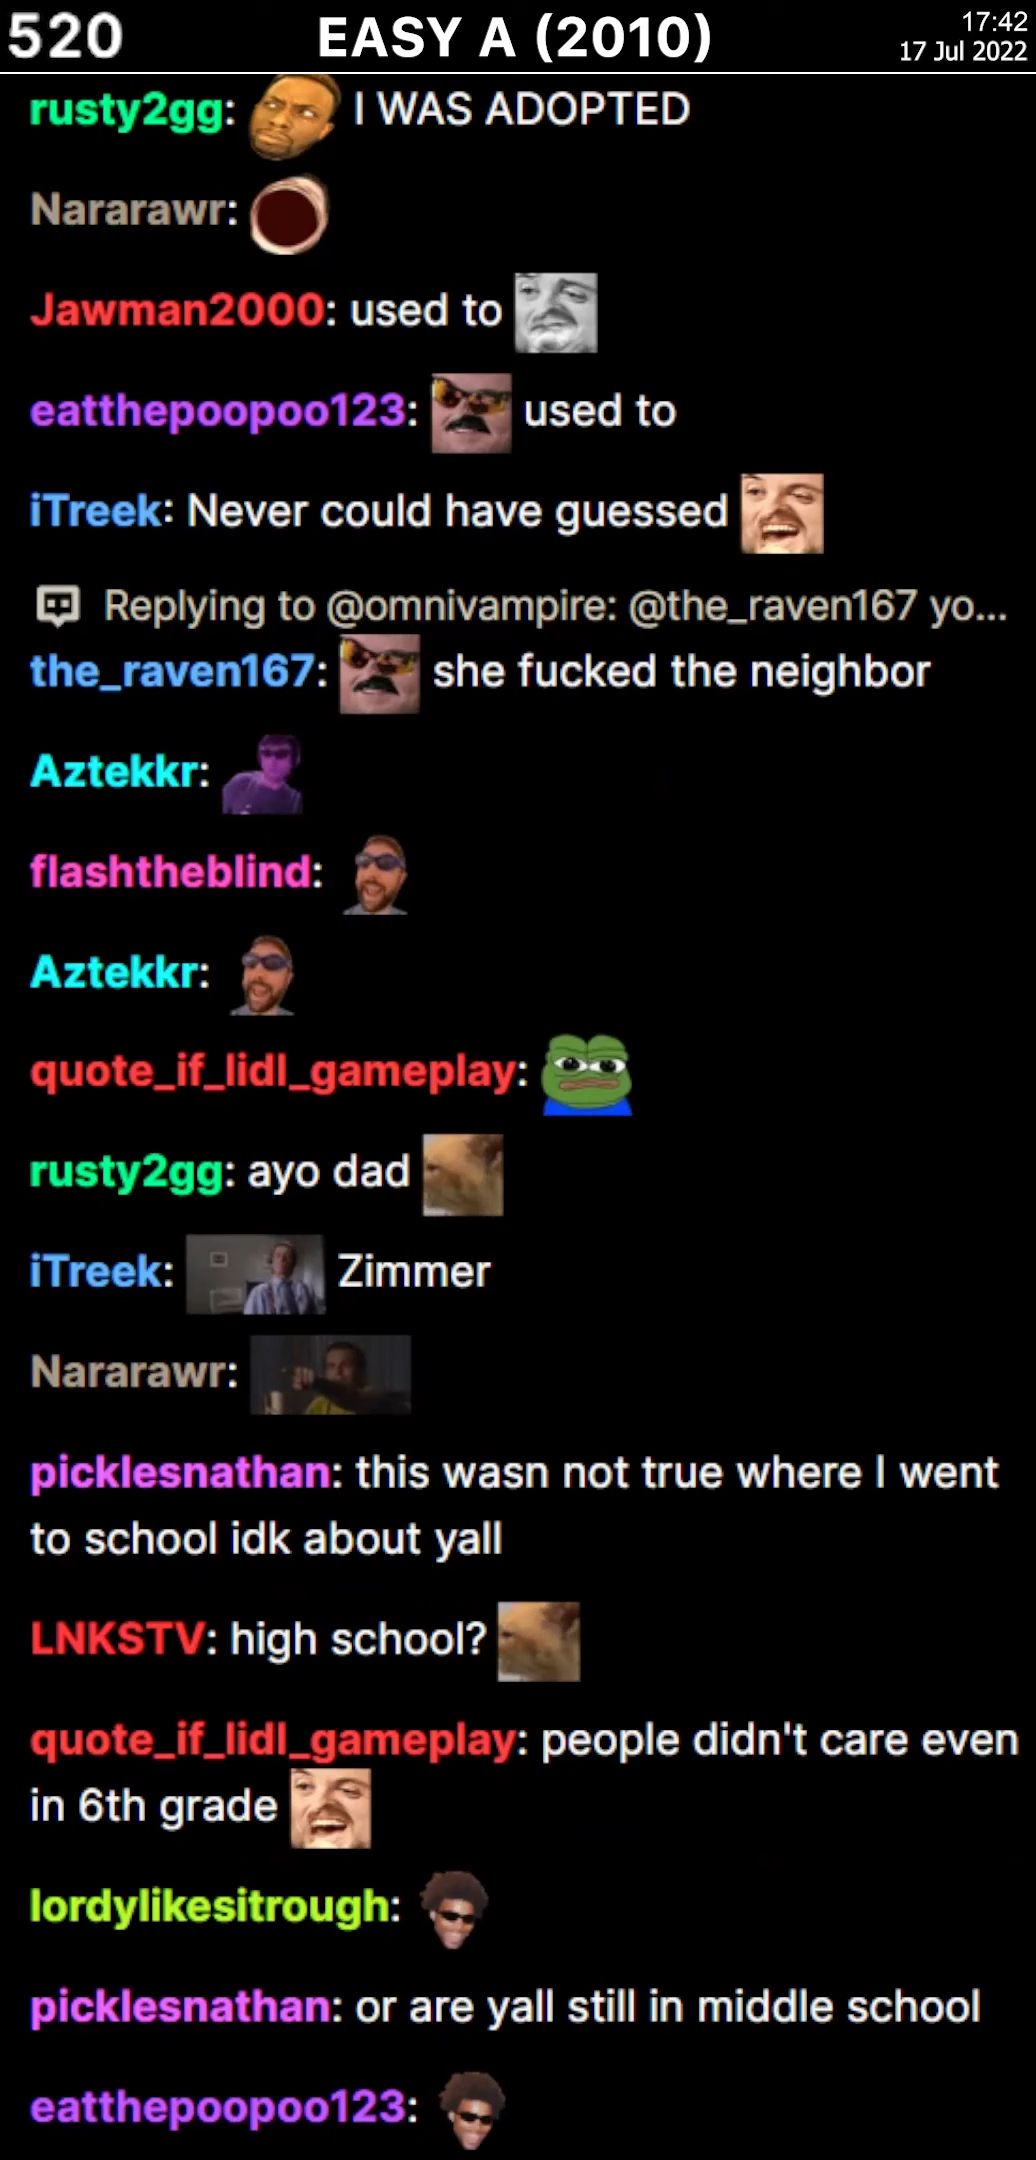 520
EASY A (2010)
17:42
17 Jul 2022
rusty2gg: I WAS ADOPTED
Nararawr:
Jawman2000: used to
eatthepoopoo123: used to
iTreek: Never could have guessed
Replying to @omnivampire: @the_raven167 yo...
the_raven167: she fucked the neighbor
Aztekkr:
flashtheblind:
Aztekkr:
quote_if_lidl_gameplay:
rusty2gg: ayo dad
iTreek: Zimmer
Nararawr:
picklesnathan: this wasn not true where I went
to school idk about yall
LNKSTV: high school?
quote_if_lidl_gameplay: people didn't care even
in 6th grade
lordylikesitrough:
picklesnathan: or are yall still in middle school
eatthepoopoo123: